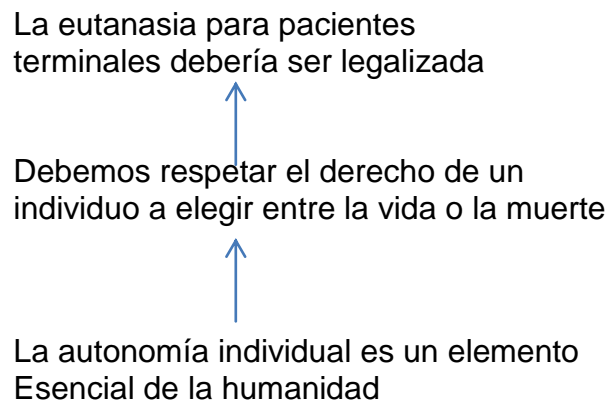 La eutanasia para pacientes
terminales debería ser legalizada
Debemos respetar el derecho de un
individuo a elegir entre la vida o la muerte
La autonomía individual es un elemento
Esencial de la humanidad